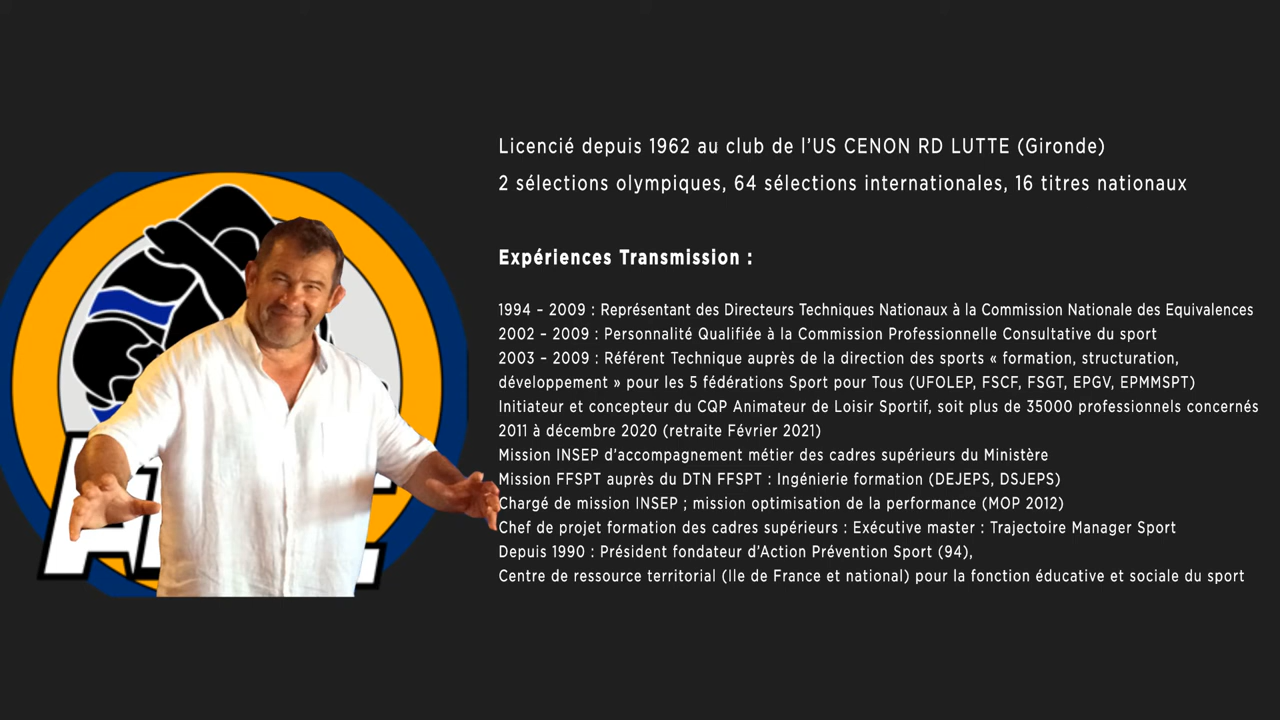 Licencié depuis 1962 au club de l'US CENON RD LUTTE (Gironde)
2 sélections olympiques, 64 sélections internationales, 16 titres nationaux
Expériences Transmission :
1994 – 2009 : Représentant des Directeurs Techniques Nationaux à la Commission Nationale des Equivalences
2002 – 2009 : Personnalité Qualifiée à la Commission Professionnelle Consultative du sport
2003 – 2009 : Référent Technique auprès de la direction des sports « formation, structuration,
développement » pour les 5 fédérations Sport pour Tous (UFOLEP, FSCF, FSGT, EPGV, EPMMSPT)
Initiateur et concepteur du CQP Animateur de Loisir Sportif, soit plus de 35000 professionnels concernés
2011 à décembre 2020 (retraite Février 2021)
Mission INSEP d'accompagnement métier des cadres supérieurs du Ministère
Mission FFSPT auprès du DTN FFSPT : Ingénierie formation (DEJEPS, DSJEPS)
Chargé de mission INSEP ; mission optimisation de la performance (MOP 2012)
Chef de projet formation des cadres supérieurs : Exécutive master : Trajectoire Manager Sport
Depuis 1990 : Président fondateur d'Action Prévention Sport (94),
Centre de ressource territorial (Ile de France et national) pour la fonction éducative et sociale du sport